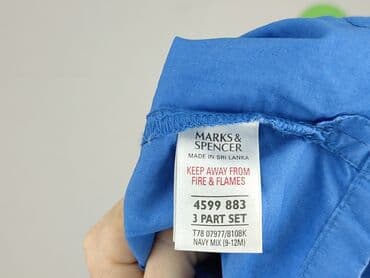 MARKS &
SPENCER
MADE IN SRI LANKA
KEEP AWAY FROM
FIRE & FLAMES
4599 883
3 PART SET
T78 07977/8108K
NAVY MIX (9-12M)